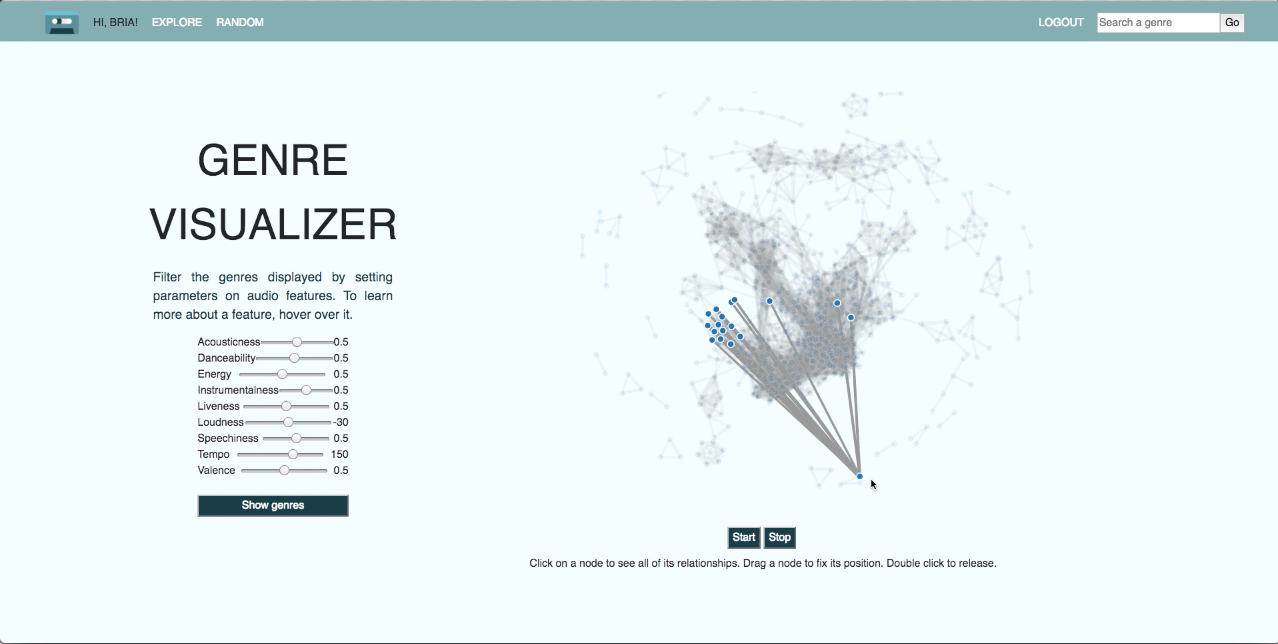 HI, BRIA! EXPLORE RANDOM LOGOUT Search a genre Go
GENRE
VISUALIZER
Filter the genres displayed by setting
parameters on audio features. To learn
more about a feature, hover over it.
Acousticness 0.5
Danceability 0.5
Energy 0.5
Instrumentalness 0.5
Liveness 0.5
Loudness -30
Speechiness 0.5
Tempo 150
Valence 0.5
Show genres
Start Stop
Click on a node to see all of its relationships. Drag a node to fix its position. Double click to release.